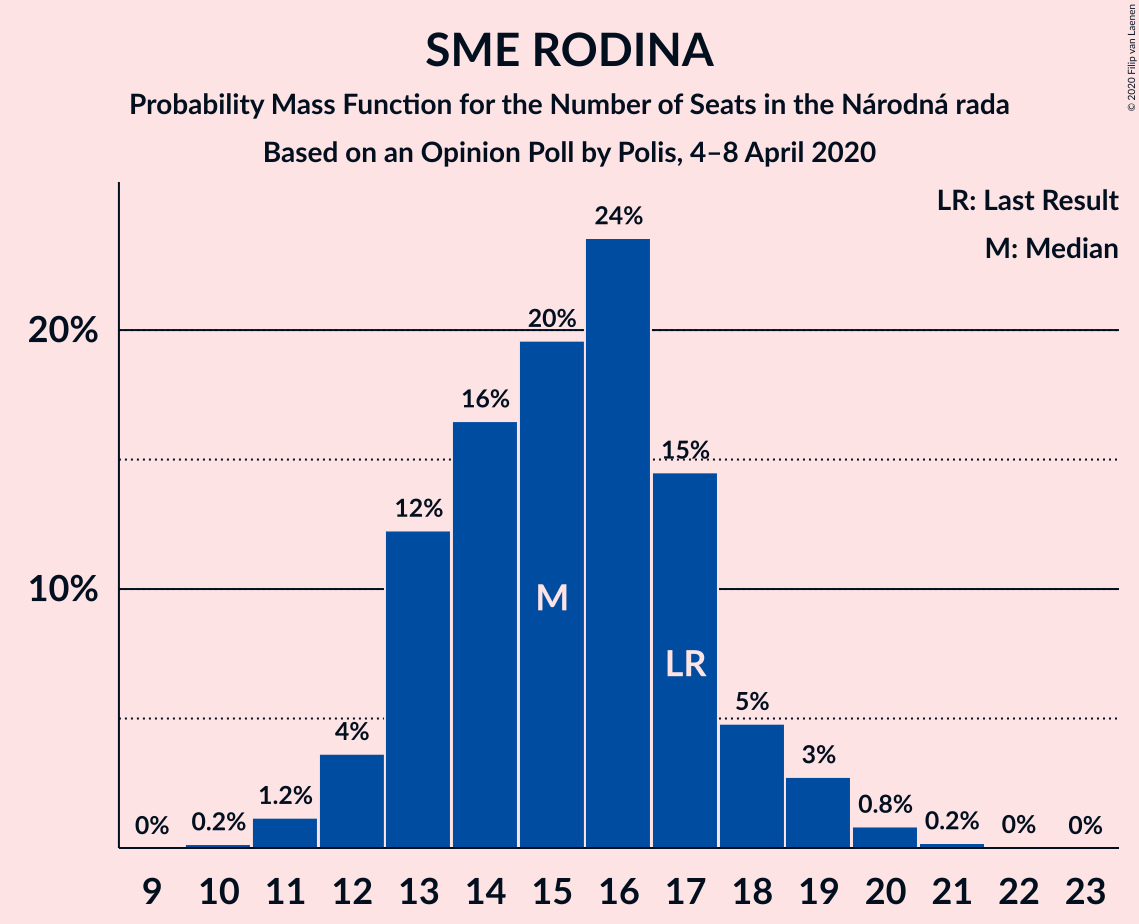 SME RODINA
Probability Mass Function for the Number of Seats in the Národná rada
Based on an Opinion Poll by Polis, 4–8 April 2020
© 2020 Filip van Laenen
LR: Last Result
M: Median
20%
10%
0%
0.2%
1.2%
4%
12%
16%
20%
24%
15%
5%
3%
0.8%
0.2%
0%
0%
M
LR
9 10 11 12 13 14 15 16 17 18 19 20 21 22 23